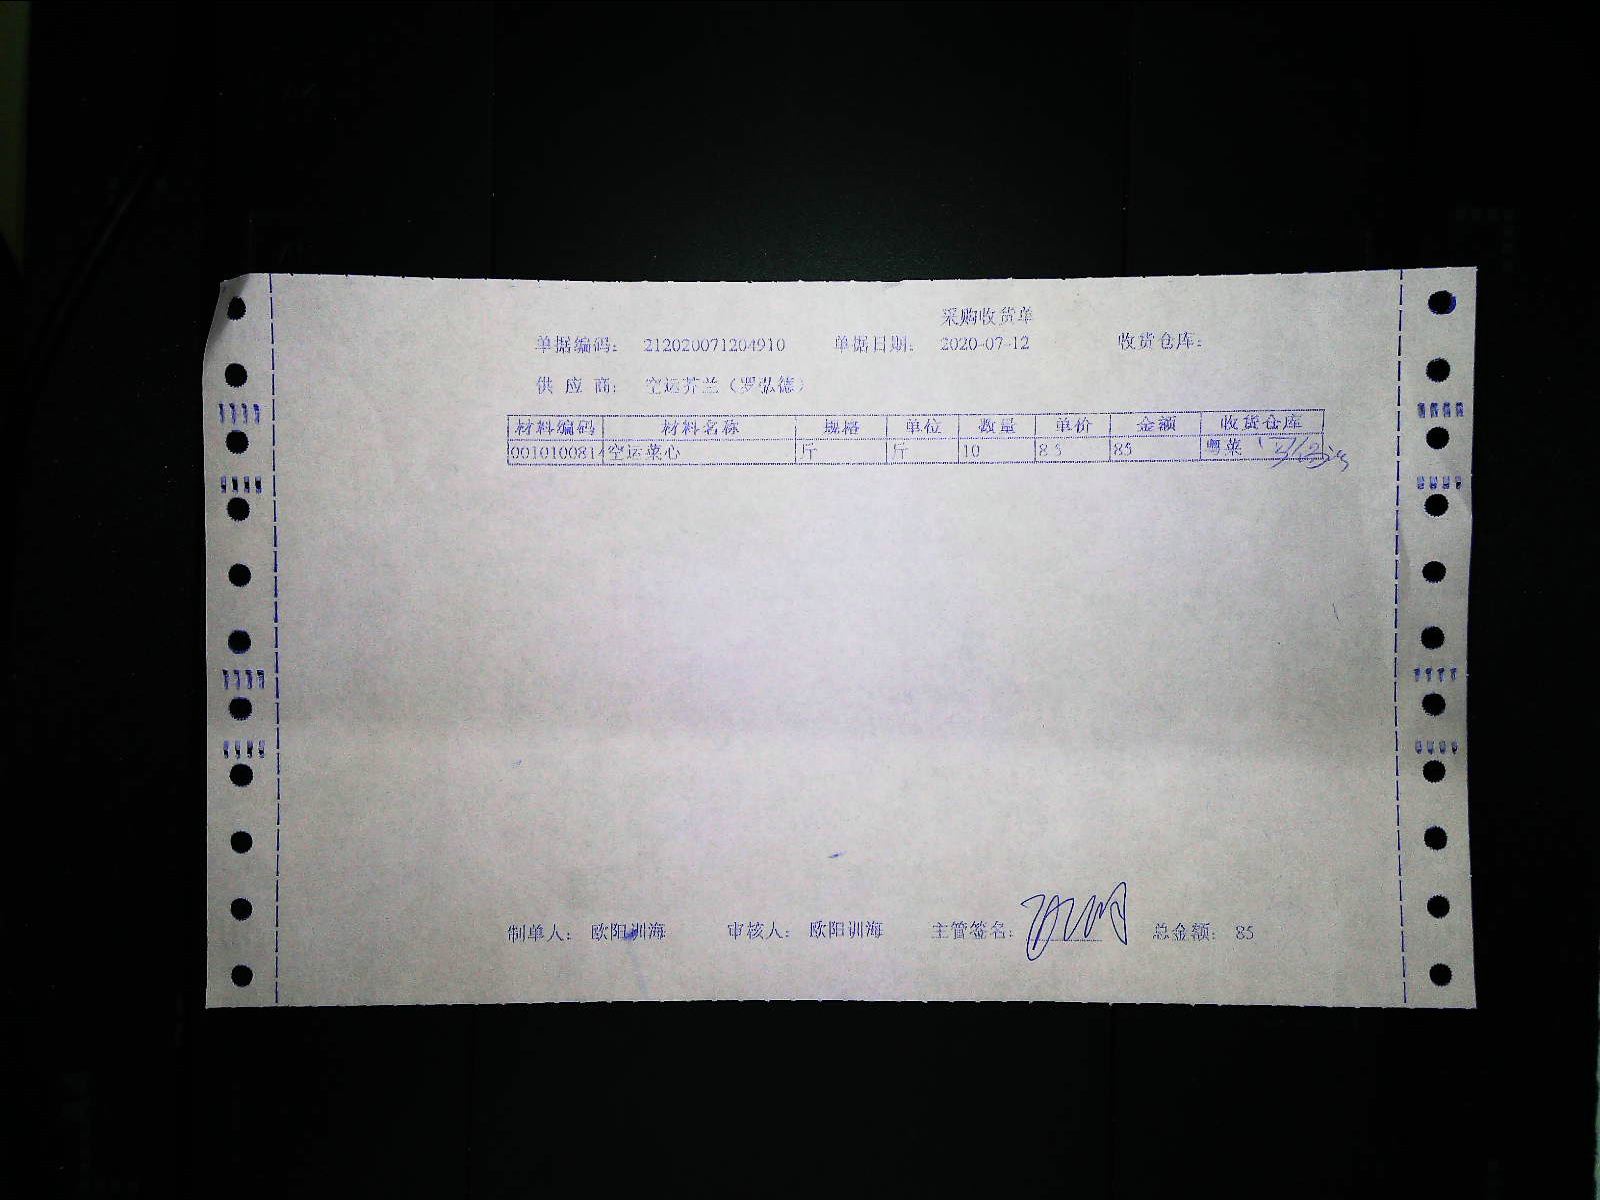 采购收货单
单据编码： 212020071204910 单据日期： 2020-07-12 收货仓库：
供 应 商： 空运芥兰（罗弘德）
材料编码 材料名称 规格 单位 数量 单价 金额 收货仓库
0010100814 空运菜心 斤 斤 10 8.5 85 粤菜
制单人： 欧阳训海 审核人： 欧阳训海 主管签名： 总金额： 85